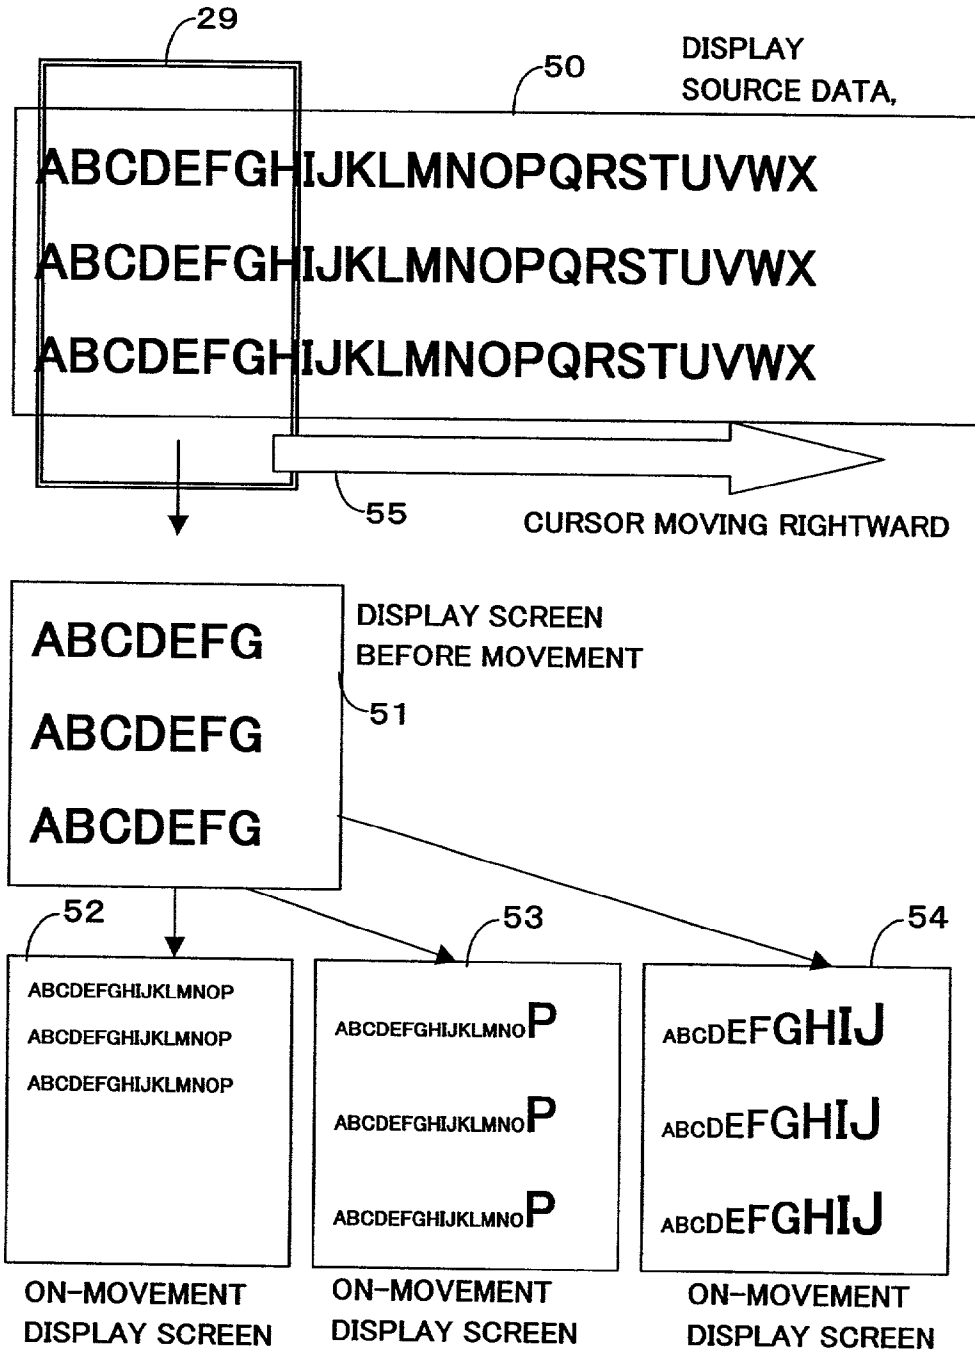 29
50
DISPLAY
SOURCE DATA,
ABCDEFGHIJKLMNOPQRSTUVWX
ABCDEFGHIJKLMNOPQRSTUVWX
ABCDEFGHIJKLMNOPQRSTUVWX
55
CURSOR MOVING RIGHTWARD
ABCDEFG
ABCDEFG
ABCDEFG
DISPLAY SCREEN
BEFORE MOVEMENT
51
52
ABCDEFGHIJKLMNOP
ABCDEFGHIJKLMNOP
ABCDEFGHIJKLMNOP
ON-MOVEMENT
DISPLAY SCREEN
53
ABCDEFGHIJKLMNOP
ABCDEFGHIJKLMNOP
ABCDEFGHIJKLMNOP
ON-MOVEMENT
DISPLAY SCREEN
54
ABCDEFGHIJ
ABCDEFGHIJ
ABCDEFGHIJ
ON-MOVEMENT
DISPLAY SCREEN